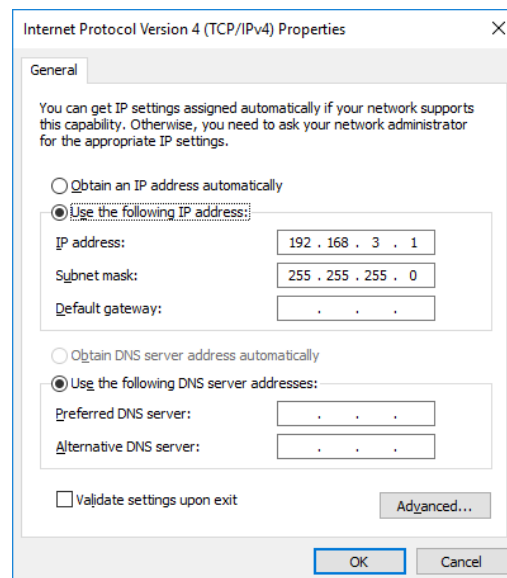 Internet Protocol Version 4 (TCP/IPv4) Properties
General
You can get IP settings assigned automatically if your network supports
this capability. Otherwise, you need to ask your network administrator
for the appropriate IP settings.
Obtain an IP address automatically
Use the following IP address:
IP address: 192 . 168 . 3 . 1
Subnet mask: 255 . 255 . 255 . 0
Default gateway: . . .
Obtain DNS server address automatically
Use the following DNS server addresses:
Preferred DNS server: . . .
Alternative DNS server: . . .
Validate settings upon exit
Advanced...
OK Cancel